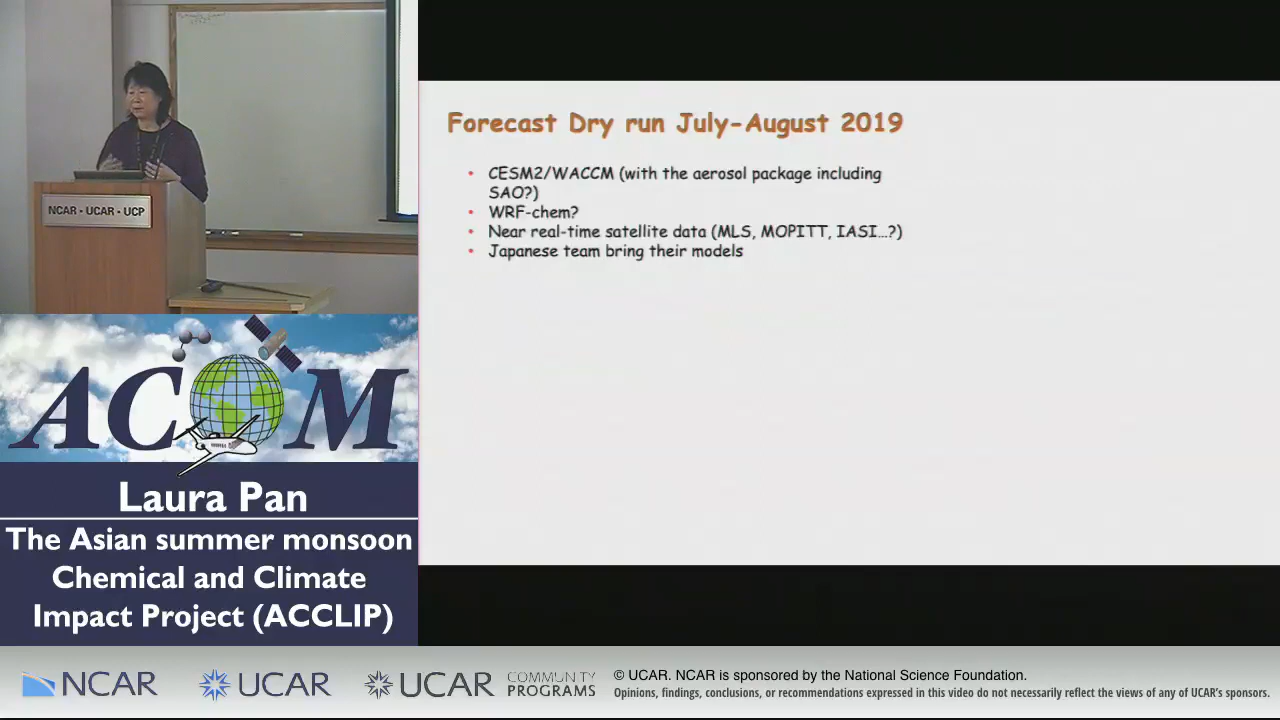 Forecast Dry run July-August 2019
• CESM2/WACCM (with the aerosol package including
SAO?)
• WRF-chem?
• Near real-time satellite data (MLS, MOPITT, IASI...?)
• Japanese team bring their models
NCAR • UCAR • UCP
ACOM
Laura Pan
The Asian summer monsoon
Chemical and Climate
Impact Project (ACCLIP)
NCAR
UCAR
UCAR
COMMUNITY
PROGRAMS
© UCAR. NCAR is sponsored by the National Science Foundation.
Opinions, findings, conclusions, or recommendations expressed in this video do not necessarily reflect the views of any of UCAR's sponsors.